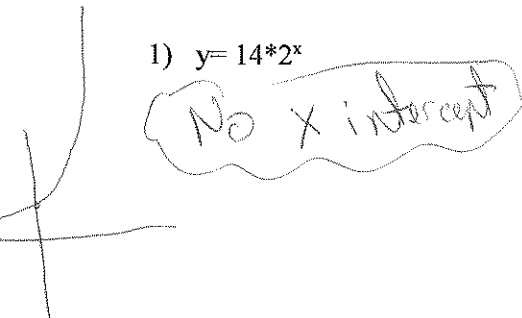 1) y= 14*2ˣ
No x intercept